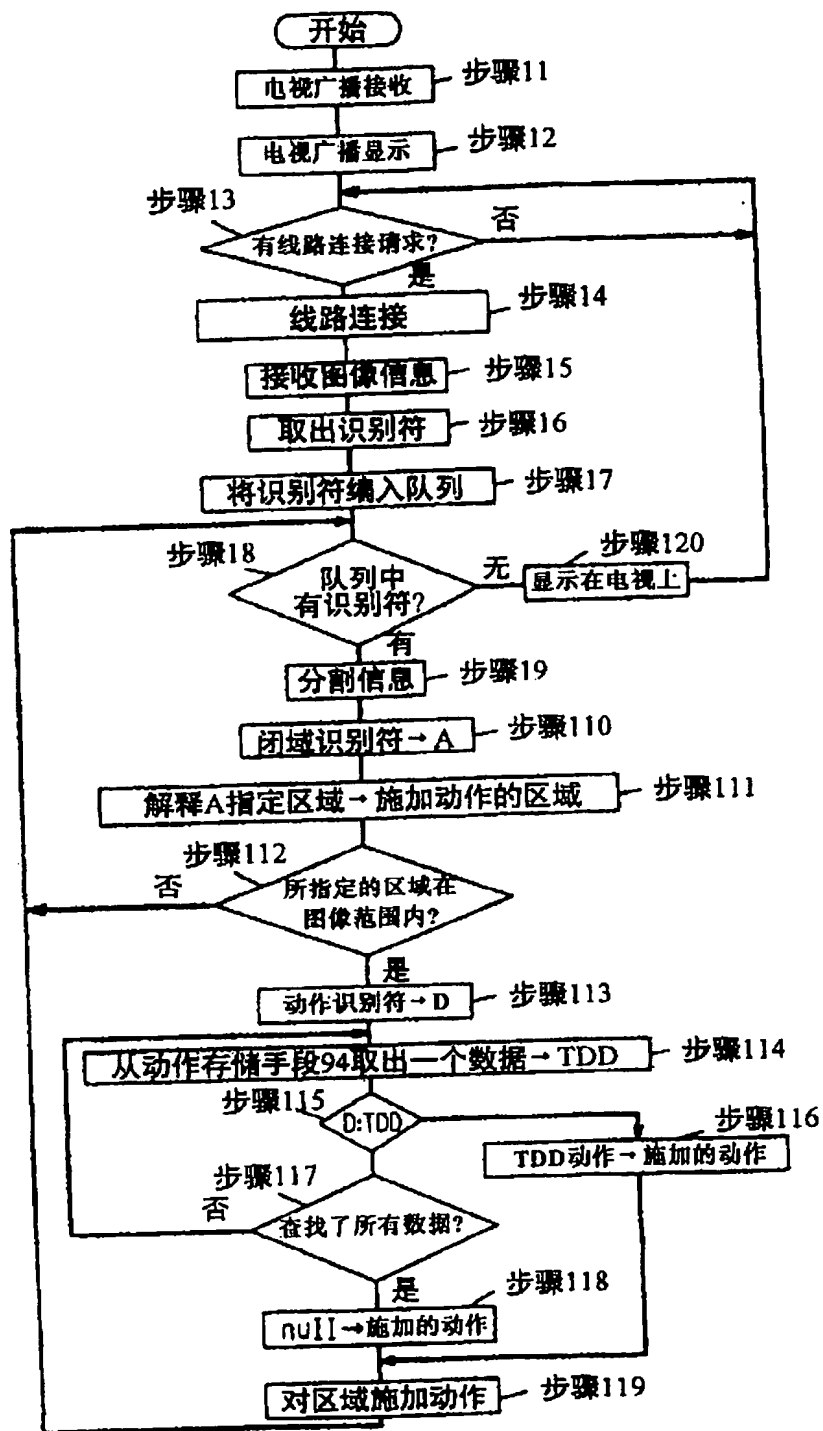 开始
电视广播接收
步骤11
电视广播显示
步骤12
步骤13
有线路连接请求?
否
是
线路连接
步骤14
接收图像信息
步骤15
取出识别符
步骤16
将识别符编入队列
步骤17
步骤18
队列中
有识别符?
无
步骤120
显示在电视上
有
分割信息
步骤19
闭域识别符→A
步骤110
解释A指定区域→施加动作的区域
步骤111
步骤112
否
所指定的区域在
图像范围内?
是
动作识别符→D
步骤113
从动作存储手段94取出一个数据→TDD
步骤114
步骤115
D:TDD
步骤116
TDD动作→施加的动作
步骤117
否
查找了所有数据?
是
步骤118
null→施加的动作
对区域施加动作
步骤119